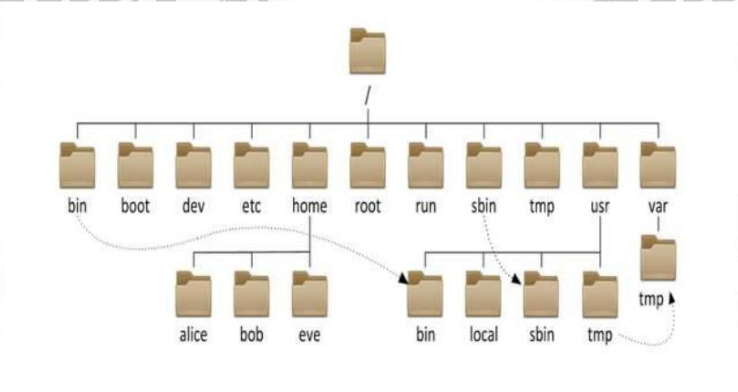 /
bin boot dev etc home root run sbin tmp usr var
tmp
alice bob eve bin local sbin tmp